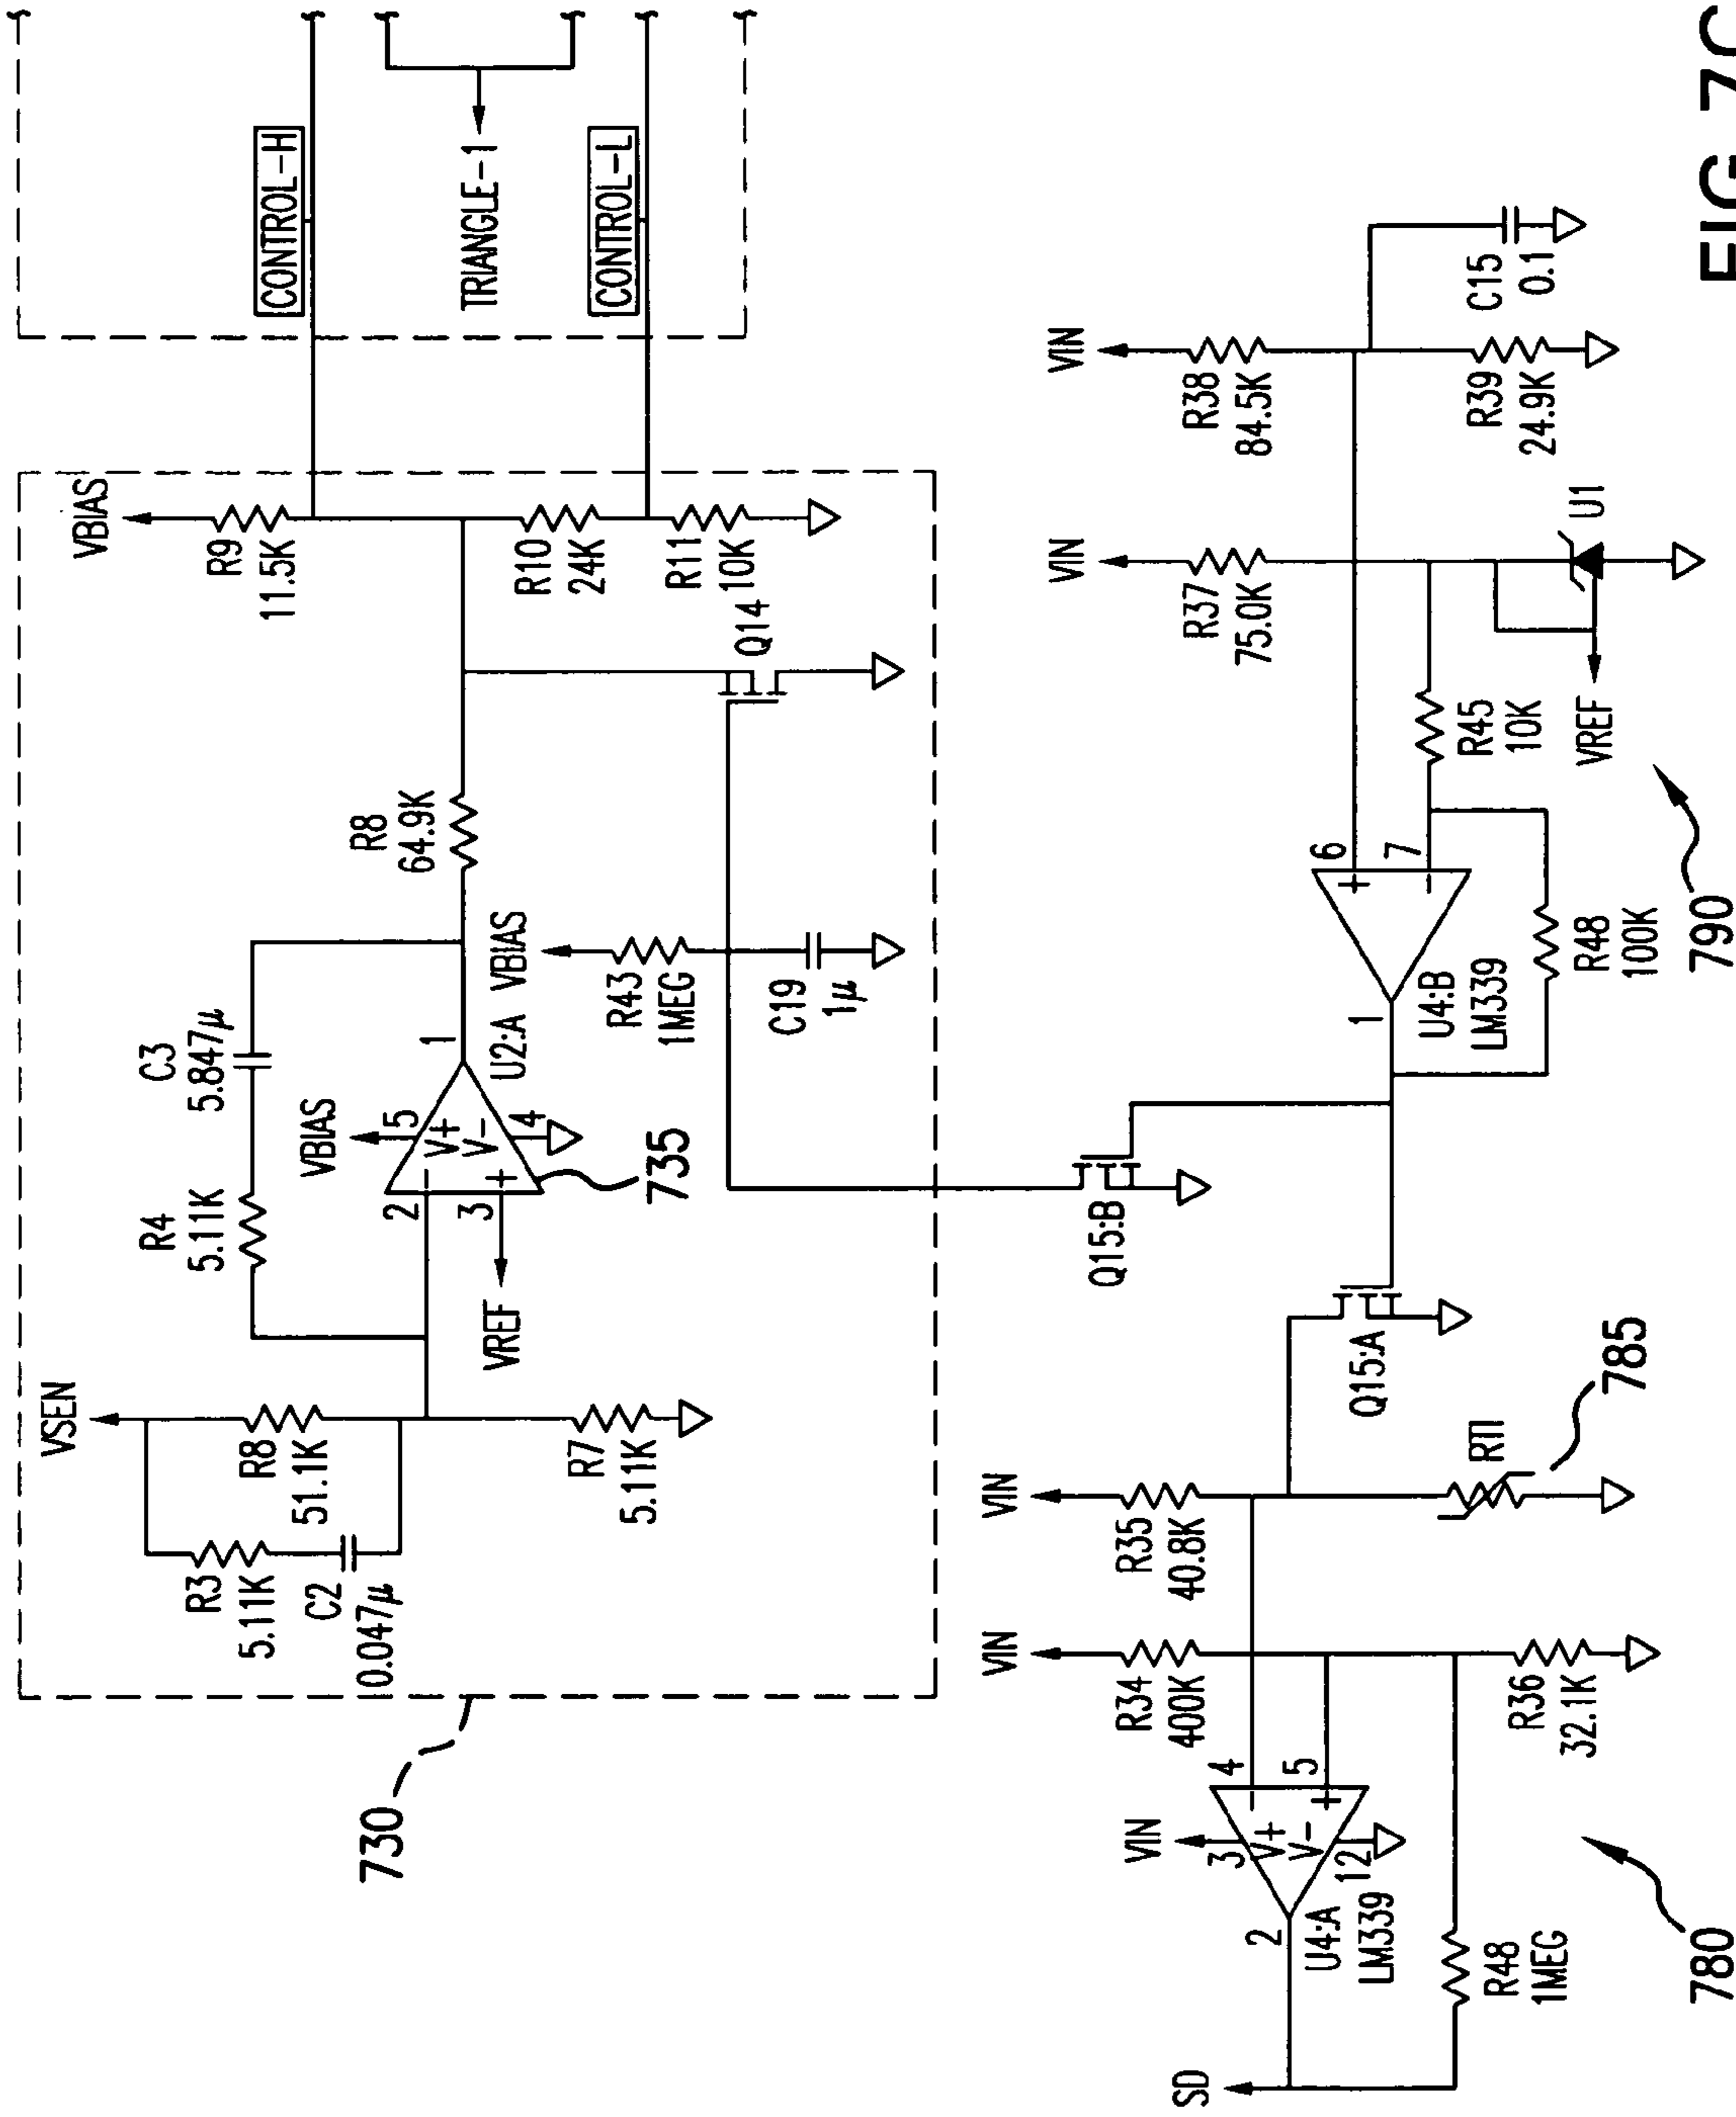 CONTROL-H
TRIANGLE-1
CONTROL-L
VBIAS
R9
11.5K
R10
24K
R11
10K
Q14
R8
64.9K
C3
5.847μ
R4
5.11K
VBIAS
5
V+
V-
4
2
-
3
+
1
U2:A
VBIAS
R43
1MEG
C19
1μ
735
VREF
VSEN
R8
51.1K
R3
5.11K
C2
0.047μ
R7
5.11K
730
VIN
R38
84.5K
R39
24.9K
C15
0.1
VIN
R37
75.0K
U1
VREF
R45
10K
6
+
7
-
1
U4:B
LM339
R48
100K
790
Q15:B
Q15:A
VIN
R35
40.8K
RTI
785
VIN
R34
400K
R36
32.1K
VIN
3
V+
V-
12
4
-
5
+
2
U4:A
LM339
R48
1MEG
SD
780
FIG. 7C